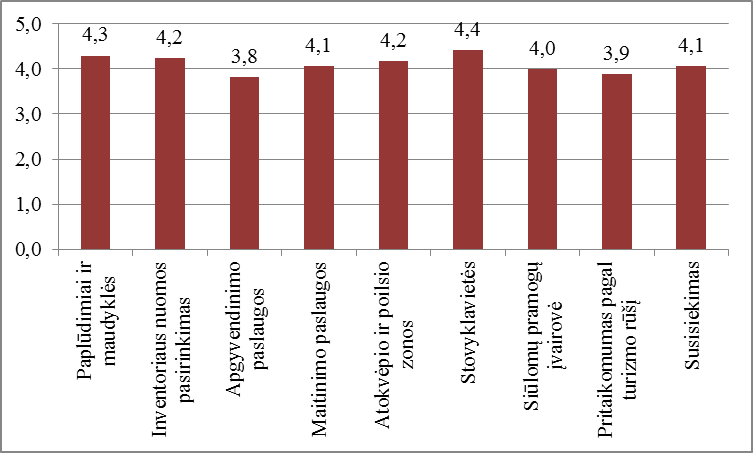 5,0
4,0
3,0
2,0
1,0
0,0
4,3
4,2
3,8
4,1
4,2
4,4
4,0
3,9
4,1
Paplūdimiai ir
maudyklės
Inventoriaus nuomos
pasirinkimas
Apgyvendinimo
paslaugos
Maitinimo paslaugos
Atokvėpio ir poilsio
zonos
Stovyklavietės
Siūlomų pramogų
įvairovė
Pritaikomumas pagal
turizmo rūšį
Susisiekimas